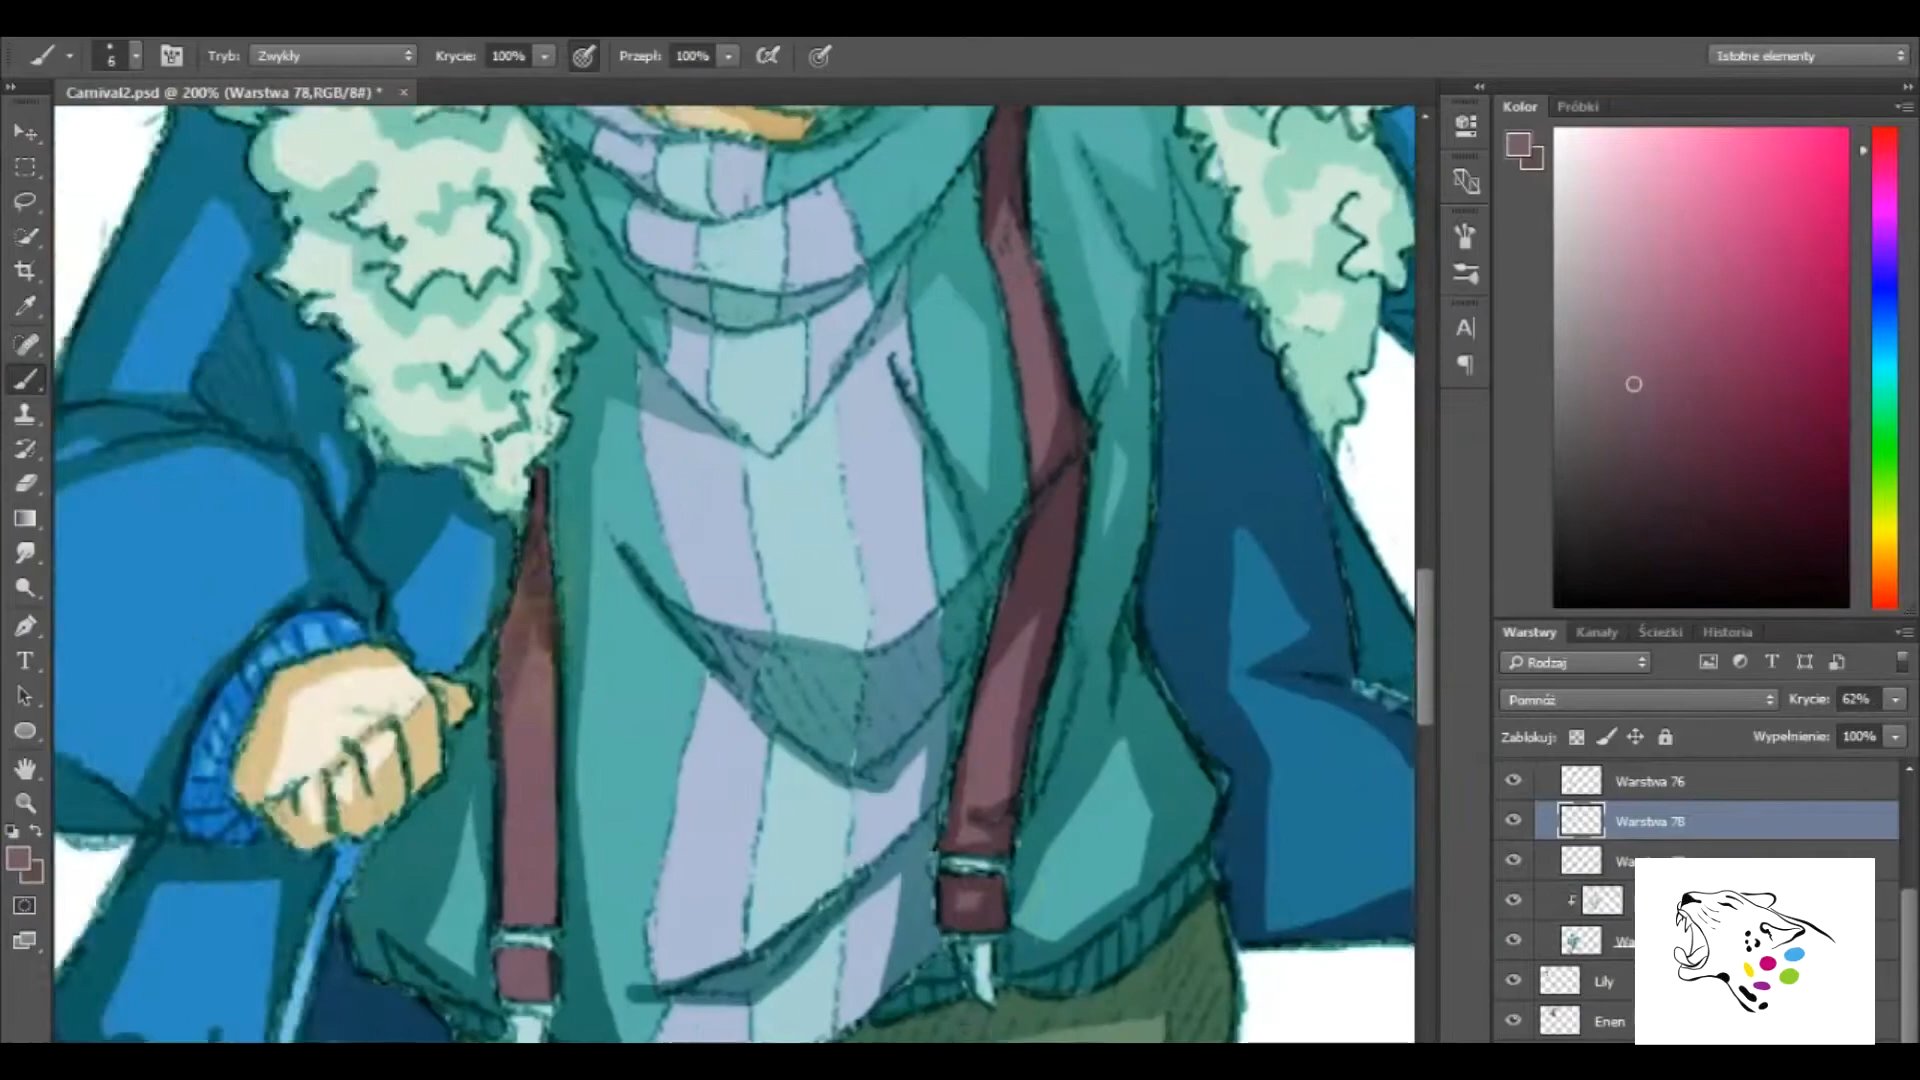 6 Tryb: Zwykły Krycie: 100% Przepł: 100% Istotne elementy
Carnival2.psd @ 200% (Warstwa 78,RGB/8#) * ×
Kolor Próbki
Warstwy Kanały Ścieżki Historia
Rodzaj
Pomnóż Krycie: 62%
Zablokuj: Wypełnienie: 100%
Warstwa 76
Warstwa 78
Lily
Enen